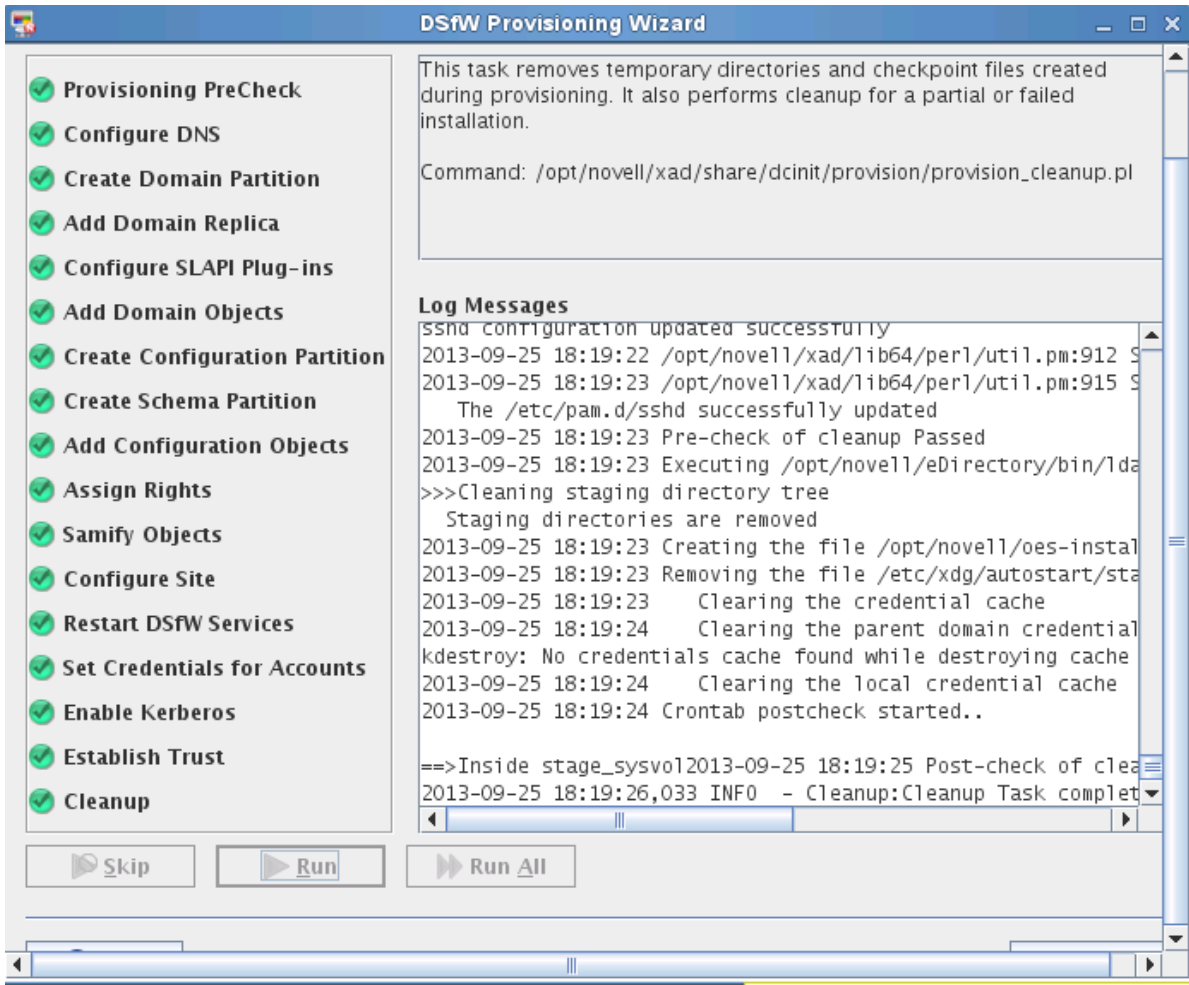 DSfW Provisioning Wizard
Provisioning PreCheck
Configure DNS
Create Domain Partition
Add Domain Replica
Configure SLAPI Plug-ins
Add Domain Objects
Create Configuration Partition
Create Schema Partition
Add Configuration Objects
Assign Rights
Samify Objects
Configure Site
Restart DSfW Services
Set Credentials for Accounts
Enable Kerberos
Establish Trust
Cleanup
This task removes temporary directories and checkpoint files created
during provisioning. It also performs cleanup for a partial or failed
installation.
Command: /opt/novell/xad/share/dcinit/provision/provision_cleanup.pl
Log Messages
sshd configuration updated successfully
2013-09-25 18:19:22 /opt/novell/xad/lib64/perl/util.pm:912 S
2013-09-25 18:19:23 /opt/novell/xad/lib64/perl/util.pm:915 S
The /etc/pam.d/sshd successfully updated
2013-09-25 18:19:23 Pre-check of cleanup Passed
2013-09-25 18:19:23 Executing /opt/novell/eDirectory/bin/lda
>>>Cleaning staging directory tree
Staging directories are removed
2013-09-25 18:19:23 Creating the file /opt/novell/oes-instal
2013-09-25 18:19:23 Removing the file /etc/xdg/autostart/sta
2013-09-25 18:19:23 Clearing the credential cache
2013-09-25 18:19:24 Clearing the parent domain credential
kdestroy: No credentials cache found while destroying cache
2013-09-25 18:19:24 Clearing the local credential cache
2013-09-25 18:19:24 Crontab postcheck started..
==>Inside stage_sysvol2013-09-25 18:19:25 Post-check of clea
2013-09-25 18:19:26,033 INFO - Cleanup:Cleanup Task complet
Skip
Run
Run All